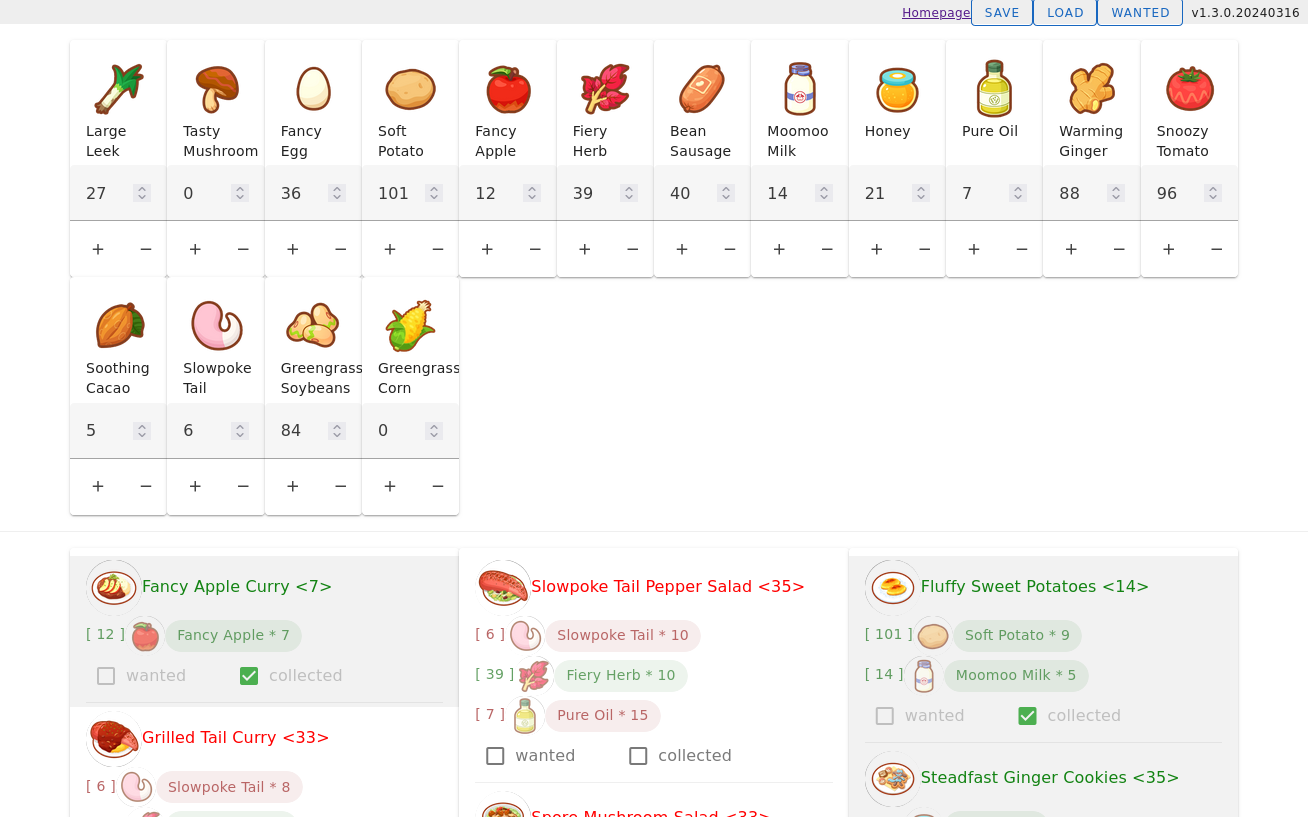 Homepage SAVE LOAD WANTED v1.3.0.20240316
Large Leek
Tasty Mushroom
Fancy Egg
Soft Potato
Fancy Apple
Fiery Herb
Bean Sausage
Moomoo Milk
Honey
Pure Oil
Warming Ginger
Snoozy Tomato
27 0 36 101 12 39 40 14 21 7 88 96
+ − + − + − + − + − + − + − + − + − + − + − + −
Soothing Cacao
Slowpoke Tail
Greengrass Soybeans
Greengrass Corn
5 6 84 0
+ − + − + − + −
Fancy Apple Curry <7>
[ 12 ] Fancy Apple * 7
wanted collected
Grilled Tail Curry <33>
[ 6 ] Slowpoke Tail * 8
Slowpoke Tail Pepper Salad <35>
[ 6 ] Slowpoke Tail * 10
[ 39 ] Fiery Herb * 10
[ 7 ] Pure Oil * 15
wanted collected
Spore Mushroom Salad <33>
Fluffy Sweet Potatoes <14>
[ 101 ] Soft Potato * 9
[ 14 ] Moomoo Milk * 5
wanted collected
Steadfast Ginger Cookies <35>